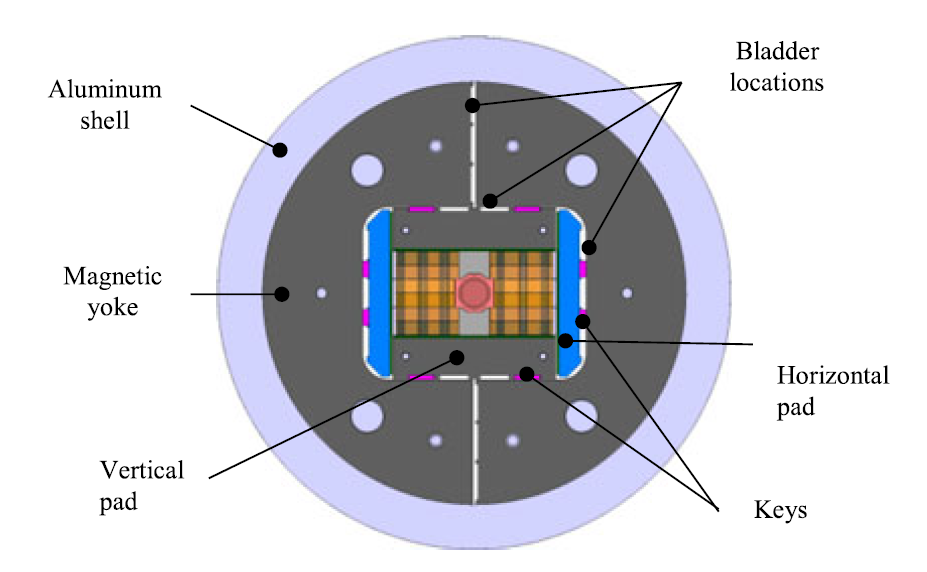 Bladder
locations
Aluminum
shell
Magnetic
yoke
Horizontal
pad
Vertical
pad
Keys